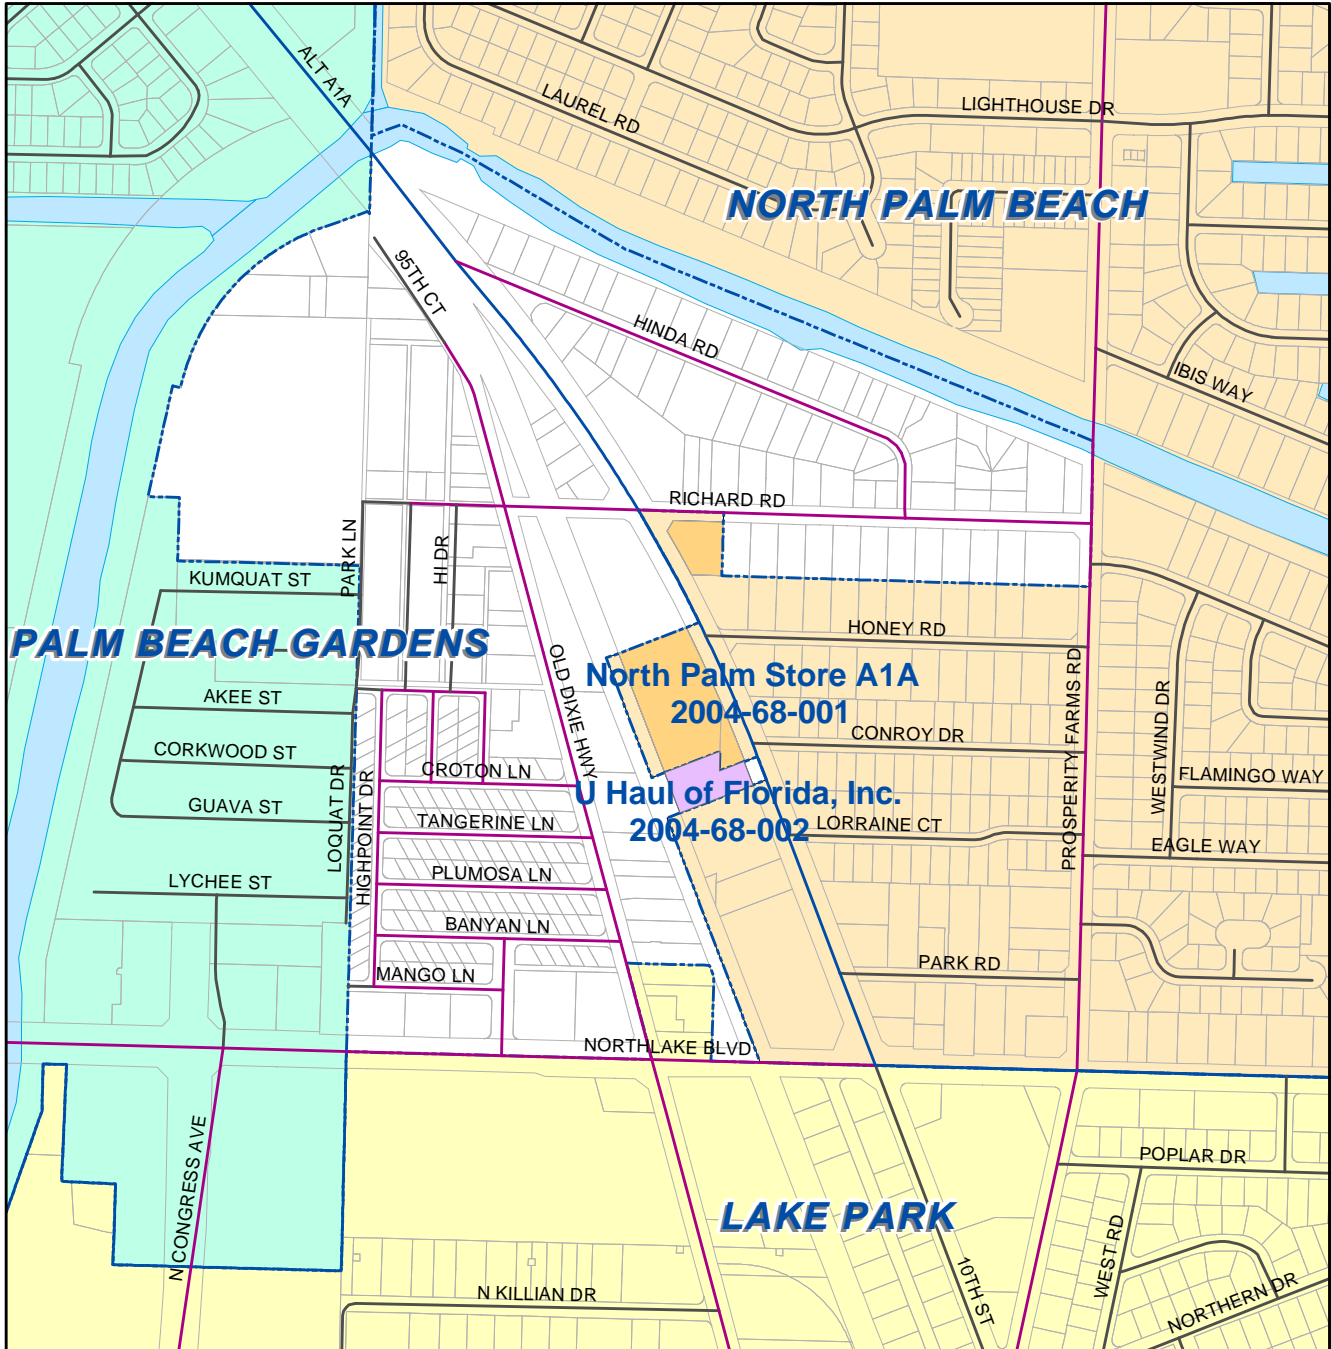 ALT A1A
LAUREL RD
LIGHTHOUSE DR
NORTH PALM BEACH
95TH CT
HINDA RD
IBIS WAY
RICHARD RD
PARK LN
HI DR
KUMQUAT ST
PALM BEACH GARDENS
HONEY RD
OLD DIXIE HWY
North Palm Store A1A
2004-68-001
PROSPERITY FARMS RD
WESTWIND DR
AKEE ST
CONROY DR
CORKWOOD ST
CROTON LN
FLAMINGO WAY
U Haul of Florida, Inc.
2004-68-002
GUAVA ST
LOQUAT DR
HIGHPOINT DR
TANGERINE LN
LORRAINE CT
EAGLE WAY
LYCHEE ST
PLUMOSA LN
BANYAN LN
MANGO LN
PARK RD
NORTHLAKE BLVD
N CONGRESS AVE
POPLAR DR
LAKE PARK
WEST RD
10TH ST
N KILLIAN DR
NORTHERN DR